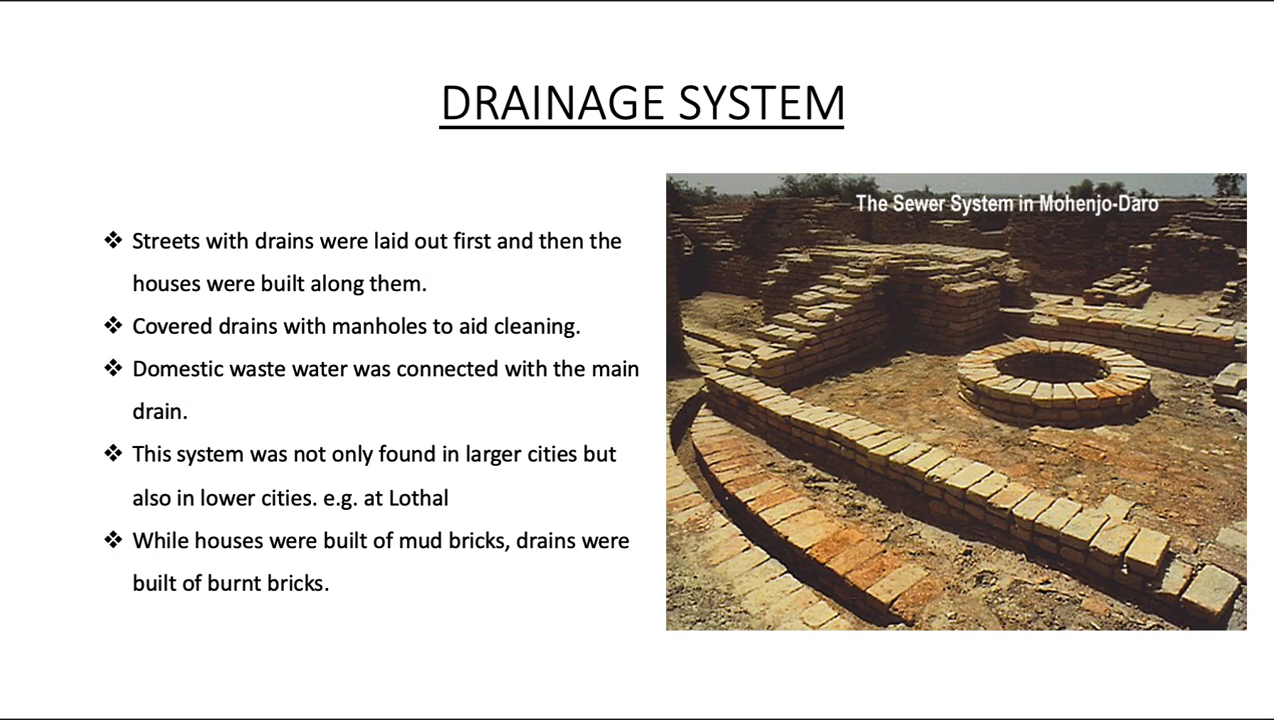 DRAINAGE SYSTEM
The Sewer System in Mohenjo-Daro
❖ Streets with drains were laid out first and then the
houses were built along them.
❖ Covered drains with manholes to aid cleaning.
❖ Domestic waste water was connected with the main
drain.
❖ This system was not only found in larger cities but
also in lower cities. e.g. at Lothal
❖ While houses were built of mud bricks, drains were
built of burnt bricks.